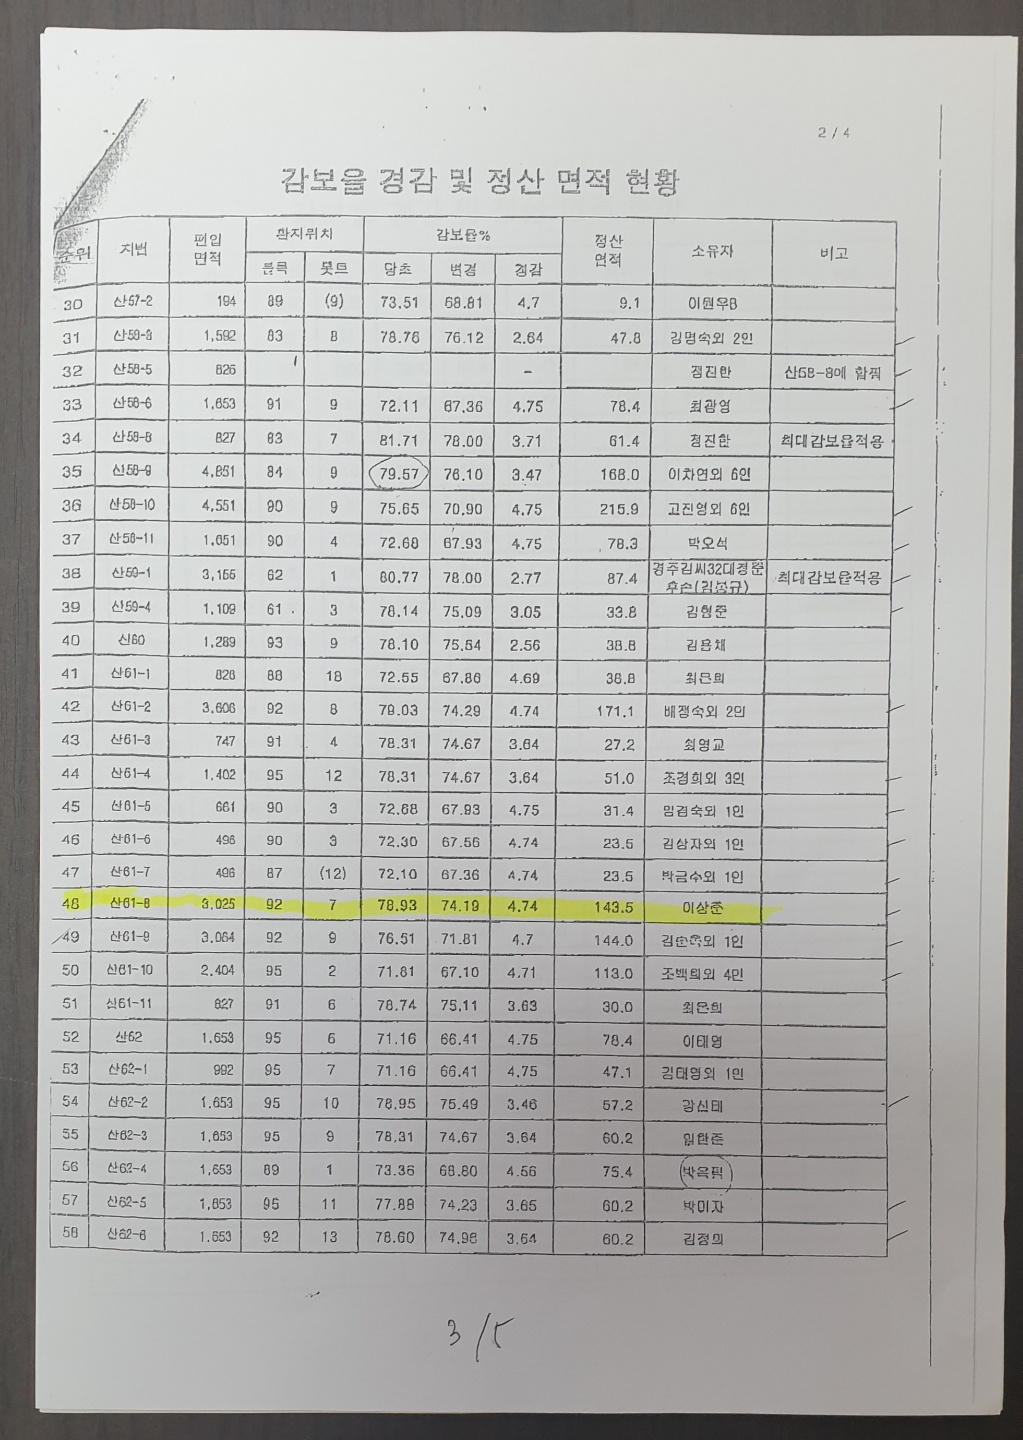 2 / 4
감보율 경감 및 정산 면적 현황
순위 지번 편입 면적 환지위치 감보율% 정산 면적 소유자 비고
블록 롯트 당초 변경 경감
30 산57-2 194 89 (9) 73.51 68.81 4.7 9.1 이원우B
31 1,592 83 8 78.76 76.12 2.64 47.8 김명숙외 2인
32 산58-5 826 - 정진한 산58-8에 합필
33 산58-6 1,653 91 9 72.11 67.36 4.75 78.4 최광영
34 산58-8 827 83 7 81.71 78.00 3.71 61.4 정진한 최대감보율적용
35 산58-9 4,851 84 9 79.57 76.10 3.47 168.0 이차연외 6인
36 산58-10 4,551 90 9 75.65 70.90 4.75 215.9 고진영외 6인
37 산58-11 1,651 90 4 72.68 67.93 4.75 78.3 박오석
38 산59-1 3,155 62 1 80.77 78.00 2.77 87.4 경주김씨32대경준 후손(김봉규) 최대감보율적용
39 산59-4 1,109 61 3 78.14 75.09 3.05 33.8 김형준
40 산60 1,289 93 9 78.10 75.54 2.56 38.8 김용채
41 산61-1 826 88 18 72.55 67.86 4.69 38.8 최은희
42 산61-2 3,606 92 8 79.03 74.29 4.74 171.1 배쟁숙외 2인
43 산61-3 747 91 4 78.31 74.67 3.64 27.2 최영교
44 산61-4 1,402 95 12 78.31 74.67 3.64 51.0 조경희외 3인
45 산61-5 661 90 3 72.68 67.93 4.75 31.4 임겸숙외 1인
46 산61-6 496 90 3 72.30 67.56 4.74 23.5 김상자외 1인
47 산61-7 496 87 (12) 72.10 67.36 4.74 23.5 박금수외 1인
48 산61-8 3,025 92 7 78.93 74.19 4.74 143.5 이상준
49 산61-9 3,064 92 9 76.51 71.81 4.7 144.0 김순옥외 1인
50 산61-10 2,404 95 2 71.81 67.10 4.71 113.0 조백희외 4인
51 산61-11 827 91 6 78.74 75.11 3.63 30.0 최은희
52 산62 1,653 95 6 71.16 66.41 4.75 78.4 이태영
53 산62-1 992 95 7 71.16 66.41 4.75 47.1 김태영외 1인
54 산62-2 1,653 95 10 78.95 75.49 3.46 57.2 강신태
55 산62-3 1,653 95 9 78.31 74.67 3.64 60.2 임한준
56 산62-4 1,653 89 1 73.36 68.80 4.56 75.4
57 산62-5 1,653 95 11 77.88 74.23 3.65 60.2 박미자
58 산62-6 1,653 92 13 78.60 74.96 3.64 60.2 김정희
3/5